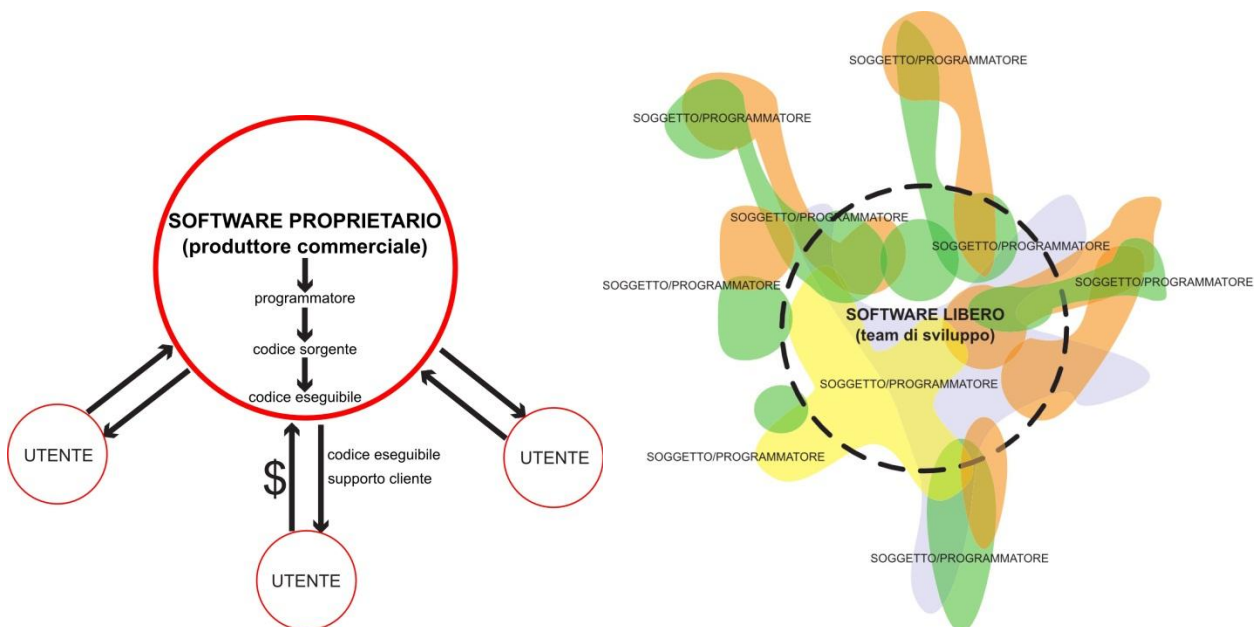 SOFTWARE PROPRIETARIO
(produttore commerciale)
programmatore
codice sorgente
codice eseguibile
UTENTE
UTENTE
$
codice eseguibile
supporto cliente
UTENTE
SOGGETTO/PROGRAMMATORE
SOGGETTO/PROGRAMMATORE
SOGGETTO/PROGRAMMATORE
SOGGETTO/PROGRAMMATORE
SOGGETTO/PROGRAMMATORE
SOGGETTO/PROGRAMMATORE
SOFTWARE LIBERO
(team di sviluppo)
SOGGETTO/PROGRAMMATORE
SOGGETTO/PROGRAMMATORE
SOGGETTO/PROGRAMMATORE